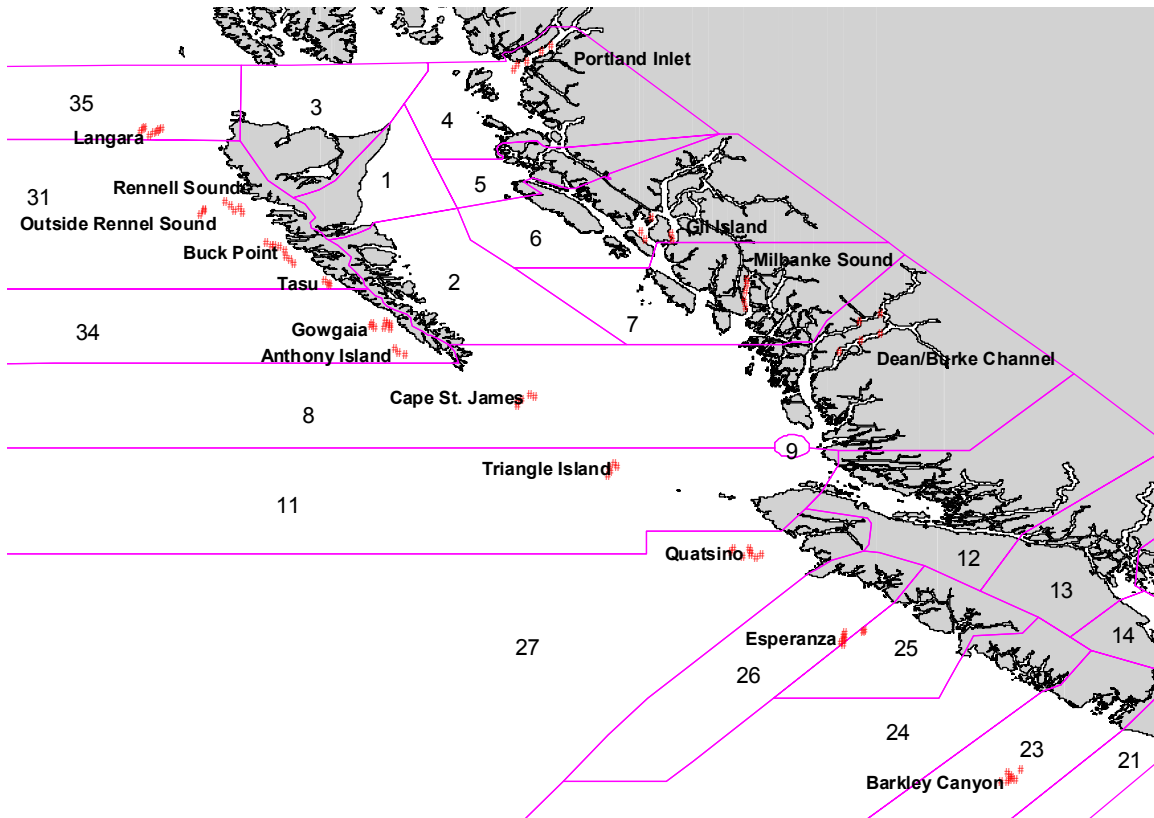 Portland Inlet
35
3
Langara
4
1
5
Rennell Sound
31
Outside Rennel Sound
Gil Island
6
Buck Point
Milbanke Sound
Tasu
2
7
34
Gowgaia
Anthony Island
Dean/Burke Channel
Cape St. James
8
9
Triangle Island
11
Quatsino
12
13
14
Esperanza
27
25
26
24
23
21
Barkley Canyon